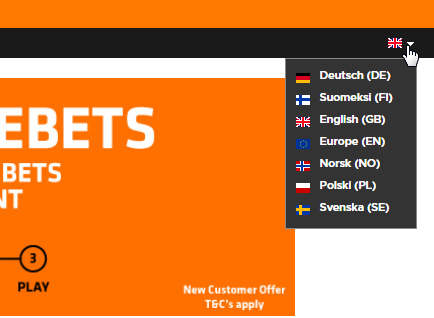 Deutsch (DE)
Suomeksi (FI)
English (GB)
Europe (EN)
Norsk (NO)
Polski (PL)
Svenska (SE)
EBETS
BETS
NT
3
PLAY
New Customer Offer
T&C's apply